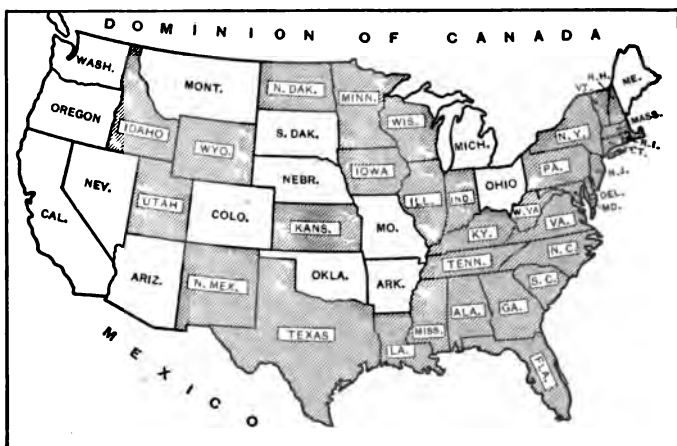 DOMINION OF CANADA
WASH.
MONT.
N. DAK.
MINN.
VT.
N.H.
ME.
OREGON
IDAHO
WYO.
S. DAK.
WIS.
MICH.
N.Y.
MASS.
R.I.
CT.
NEV.
UTAH
COLO.
NEBR.
IOWA
ILL.
IND
OHIO
PA.
N.J.
DEL.
MD.
CAL.
KANS.
MO.
KY.
W. VA
VA.
ARIZ.
N. MEX.
OKLA.
ARK.
TENN.
N.C.
S.C.
TEXAS
LA.
MISS.
ALA.
GA.
FLA.
MEXICO